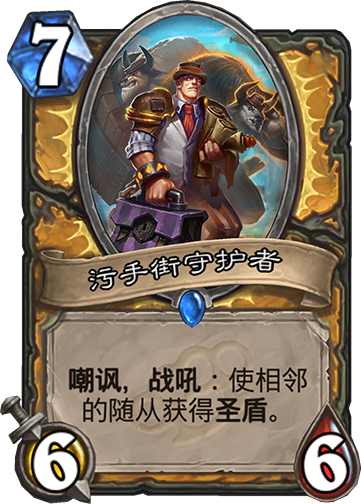 7
污手街守护者
嘲讽，战吼：使相邻
的随从获得圣盾。
6
6